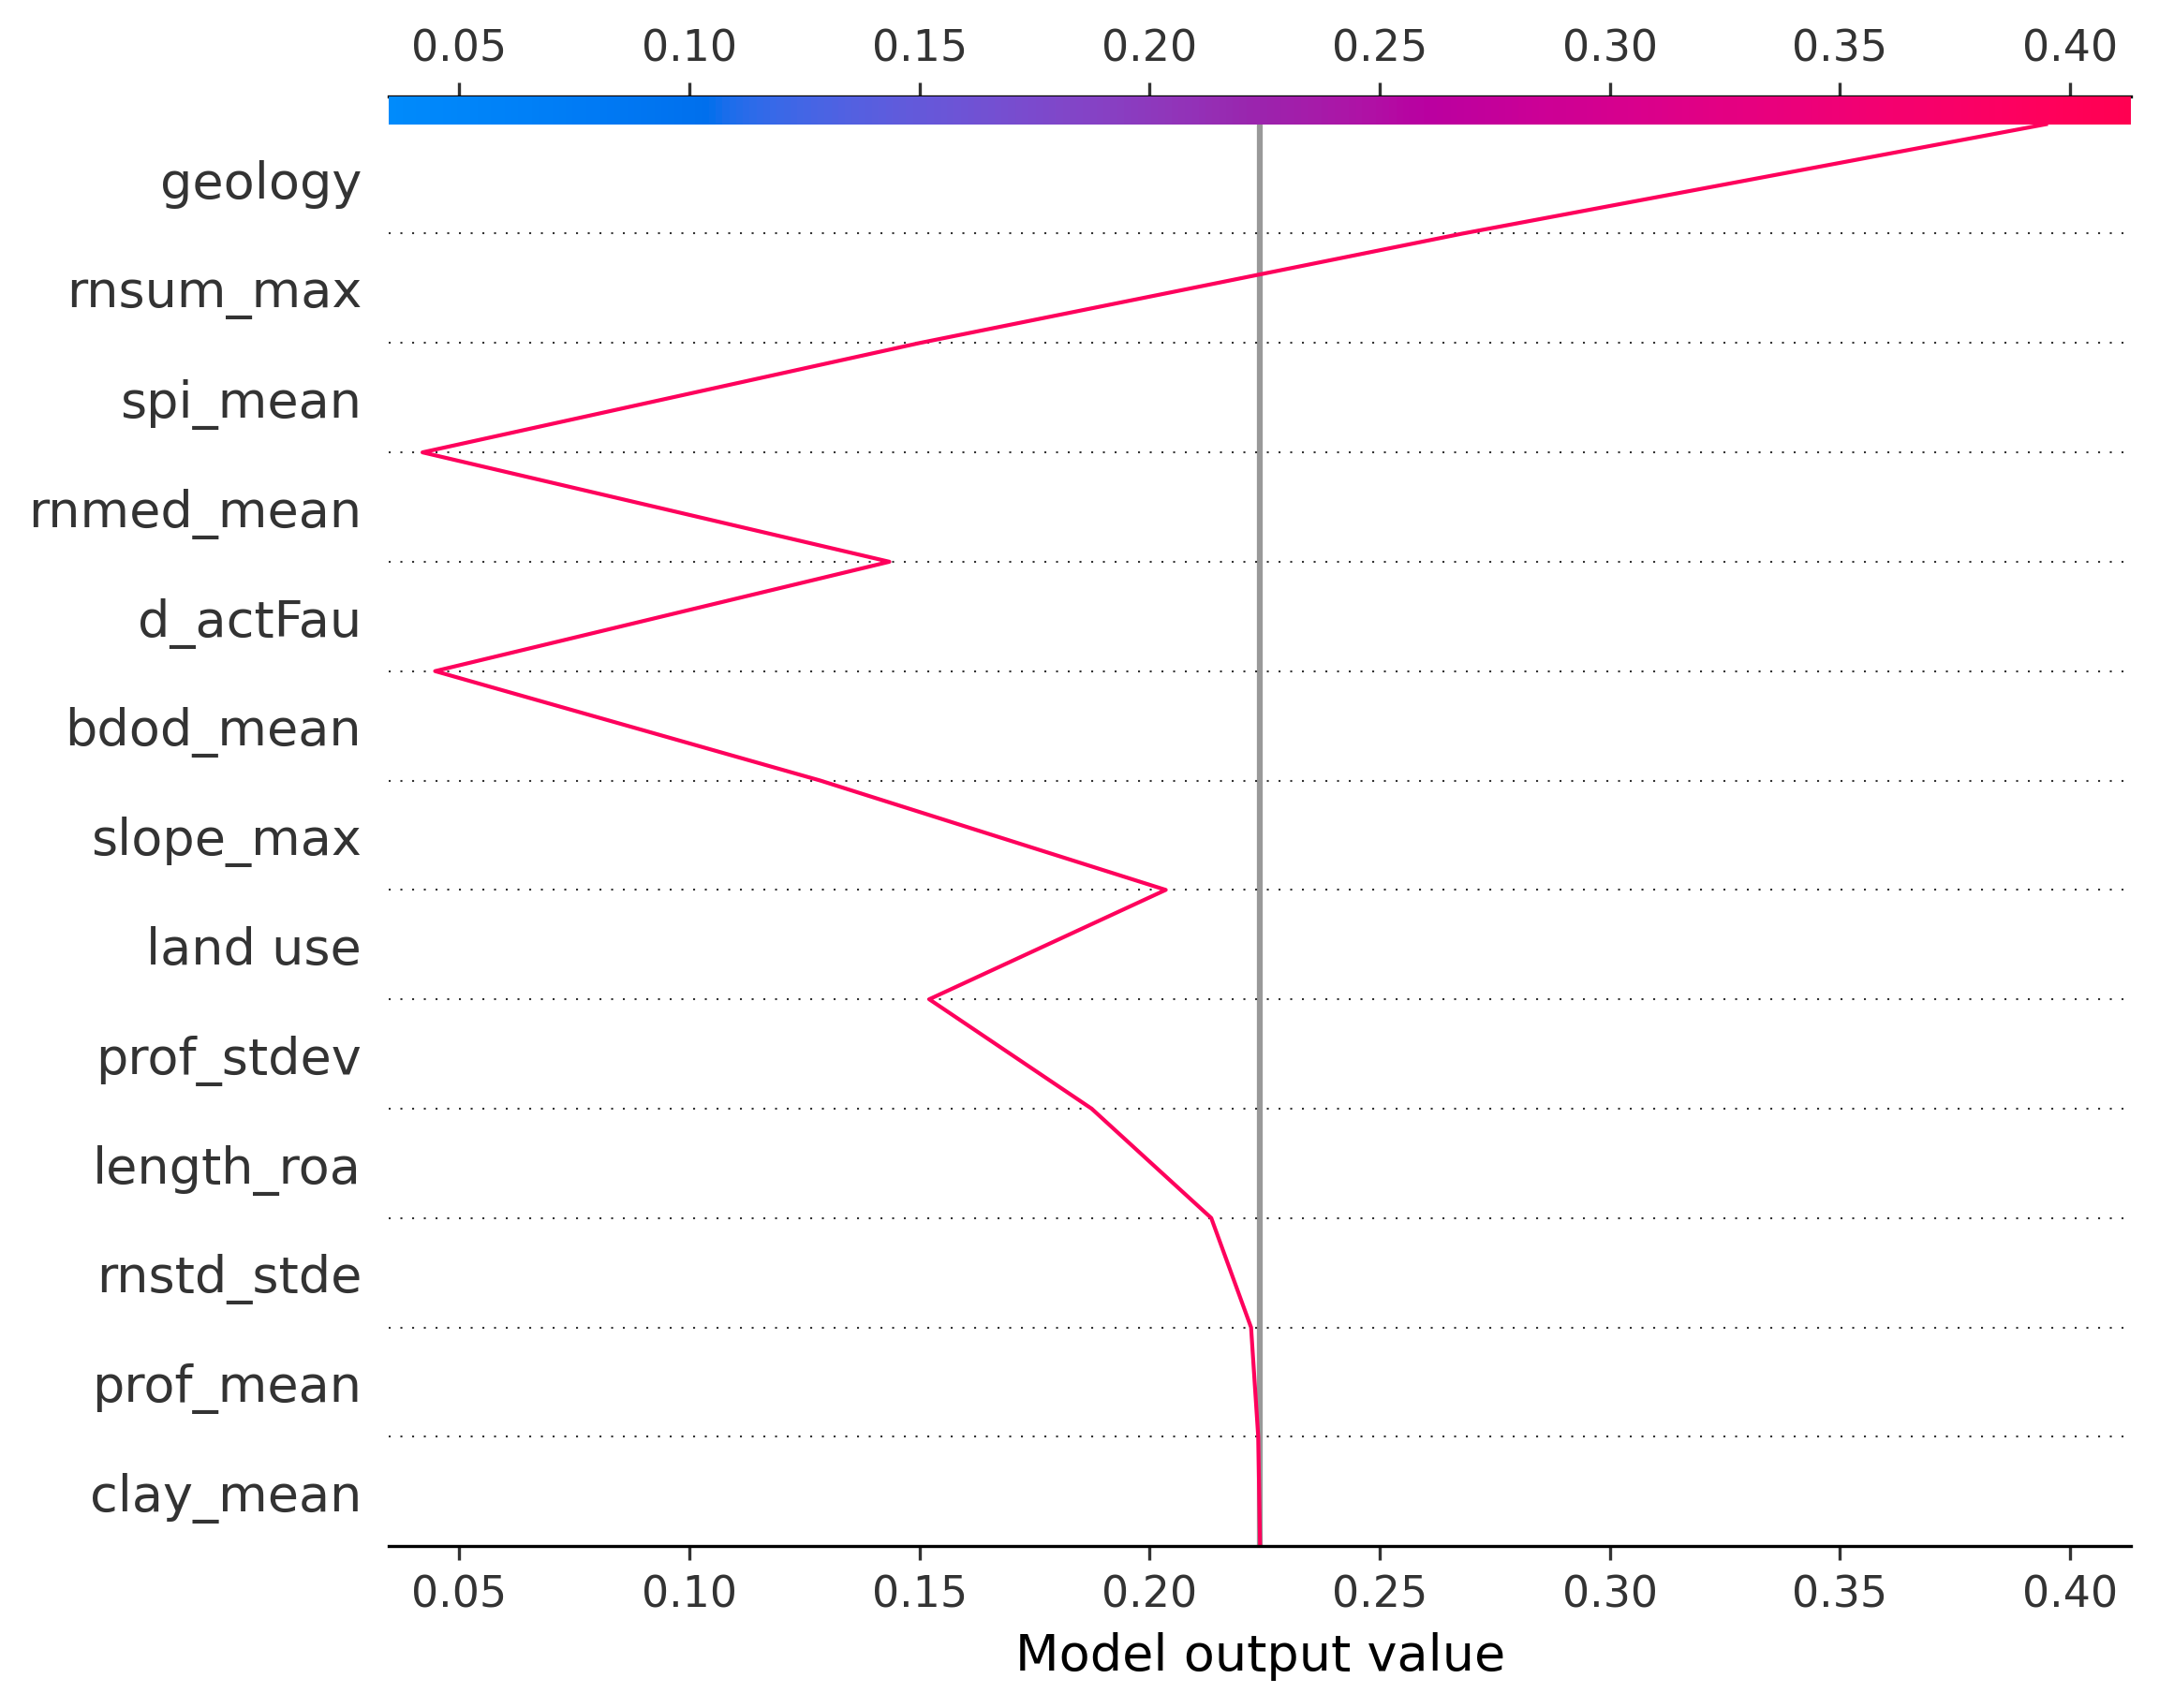 0.05 0.10 0.15 0.20 0.25 0.30 0.35 0.40
geology
rnsum_max
spi_mean
rnmed_mean
d_actFau
bdod_mean
slope_max
land use
prof_stdev
length_roa
rnstd_stde
prof_mean
clay_mean
0.05 0.10 0.15 0.20 0.25 0.30 0.35 0.40
Model output value